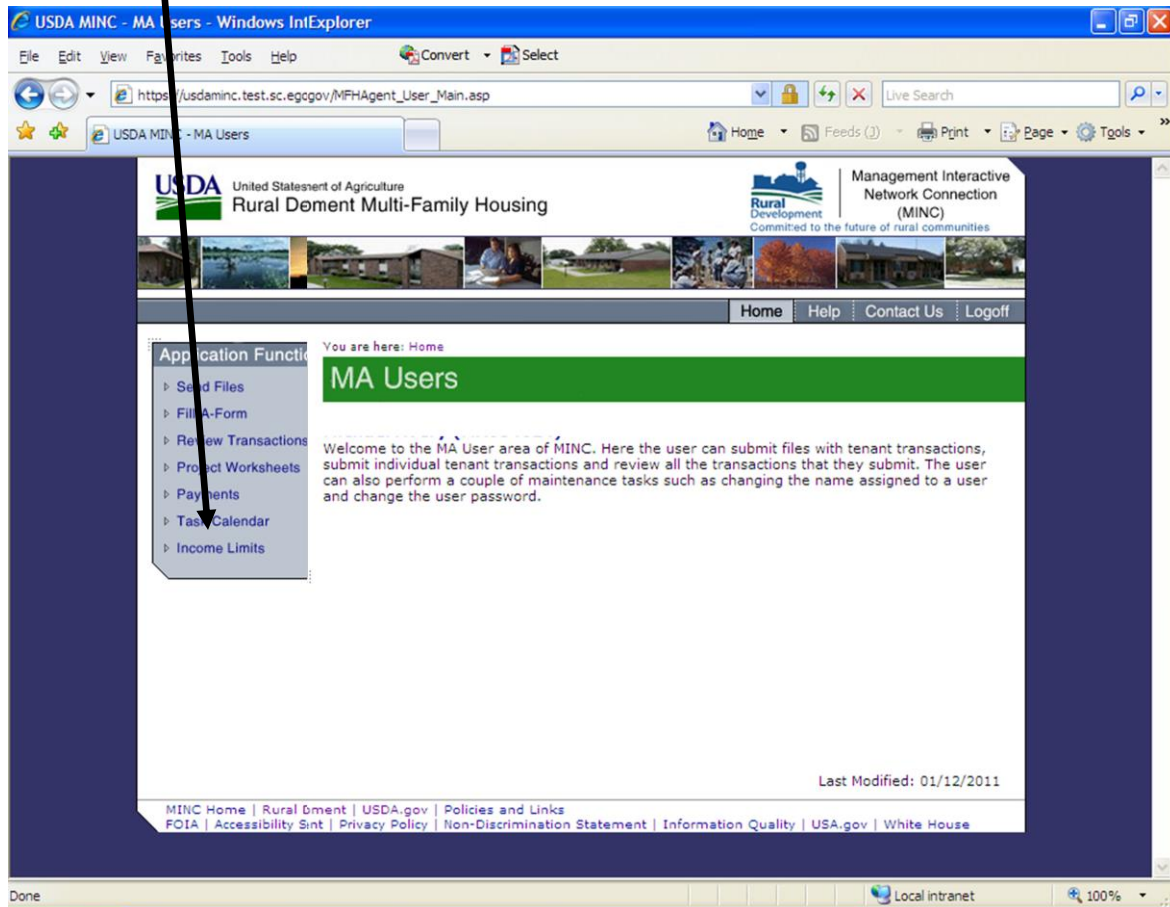 USDA MINC - MA Users - Windows IntExplorer
File Edit View Favorites Tools Help Convert Select
https://usdaminc.test.sc.egcgov/MFHAgent_User_Main.asp Live Search
USDA MINC - MA Users Home Feeds (J) Print Page Tools »
USDA United Statesnent of Agriculture
Rural Doment Multi-Family Housing
Rural Development
Committed to the future of rural communities
Management Interactive
Network Connection
(MINC)
Home Help Contact Us Logoff
Application Functio
Send Files
Fill-A-Form
Review Transactions
Project Worksheets
Payments
Task Calendar
Income Limits
You are here: Home
MA Users
Welcome to the MA User area of MINC. Here the user can submit files with tenant transactions,
submit individual tenant transactions and review all the transactions that they submit. The user
can also perform a couple of maintenance tasks such as changing the name assigned to a user
and change the user password.
Last Modified: 01/12/2011
MINC Home | Rural Dment | USDA.gov | Policies and Links
FOIA | Accessibility Sint | Privacy Policy | Non-Discrimination Statement | Information Quality | USA.gov | White House
Done Local intranet 100%